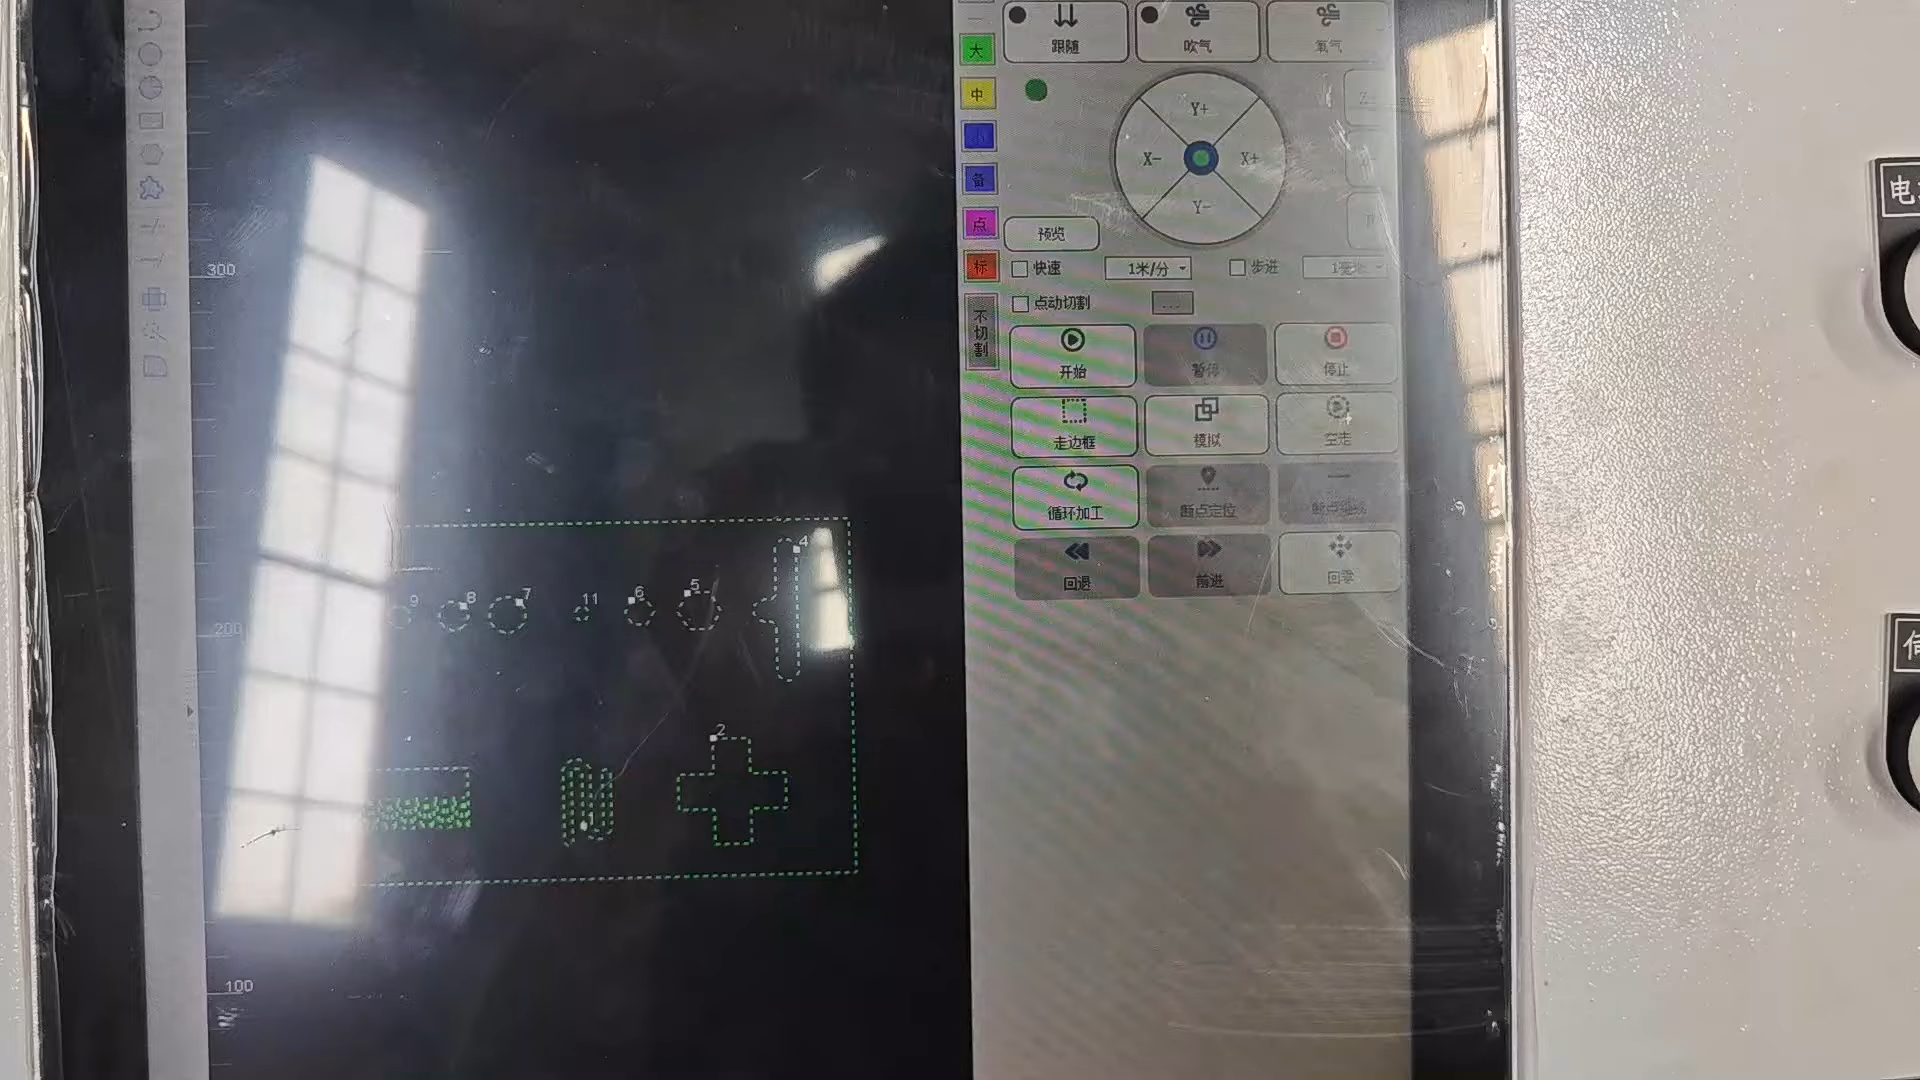 跟随
吹气
氧气
大
中
小
备
点
标
不切割
Y+
X-
X+
Y-
预览
快速
1米/分
步进
点动切割
...
开始
暂停
停止
走边框
模拟
空走
循环加工
断点定位
回退
前进
回零
300
200
100
4
5
6
11
7
8
9
2
1
电